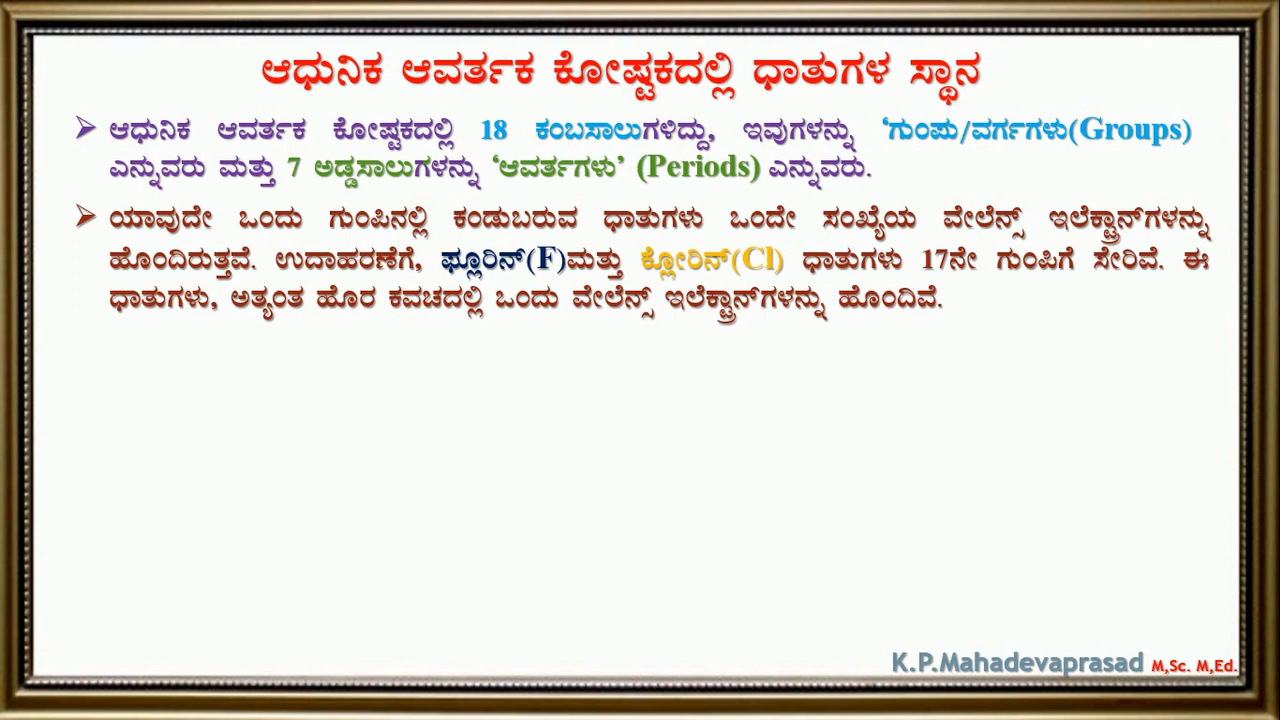 ಆಧುನಿಕ ಆವರ್ತಕ ಕೋಷ್ಟಕದಲ್ಲಿ ಧಾತುಗಳ ಸ್ಥಾನ
➢ ಆಧುನಿಕ ಆವರ್ತಕ ಕೋಷ್ಟಕದಲ್ಲಿ 18 ಕಂಬಸಾಲುಗಳಿದ್ದು, ಇವುಗಳನ್ನು ‘ಗುಂಪು/ವರ್ಗಗಳು(Groups)
ಎನ್ನುವರು ಮತ್ತು 7 ಅಡ್ಡಸಾಲುಗಳನ್ನು ‘ಆವರ್ತಗಳು’ (Periods) ಎನ್ನುವರು.
➢ ಯಾವುದೇ ಒಂದು ಗುಂಪಿನಲ್ಲಿ ಕಂಡುಬರುವ ಧಾತುಗಳು ಒಂದೇ ಸಂಖ್ಯೆಯ ವೇಲೆನ್ಸ್ ಇಲೆಕ್ಟ್ರಾನ್‌ಗಳನ್ನು
ಹೊಂದಿರುತ್ತವೆ. ಉದಾಹರಣೆಗೆ, ಫ್ಲೂರಿನ್(F)ಮತ್ತು ಕ್ಲೋರಿನ್(Cl) ಧಾತುಗಳು 17ನೇ ಗುಂಪಿಗೆ ಸೇರಿವೆ. ಈ
ಧಾತುಗಳು, ಅತ್ಯಂತ ಹೊರ ಕವಚದಲ್ಲಿ ಒಂದು ವೇಲೆನ್ಸ್ ಇಲೆಕ್ಟ್ರಾನ್‌ಗಳನ್ನು ಹೊಂದಿವೆ.
K.P.Mahadevaprasad M,Sc. M,Ed.